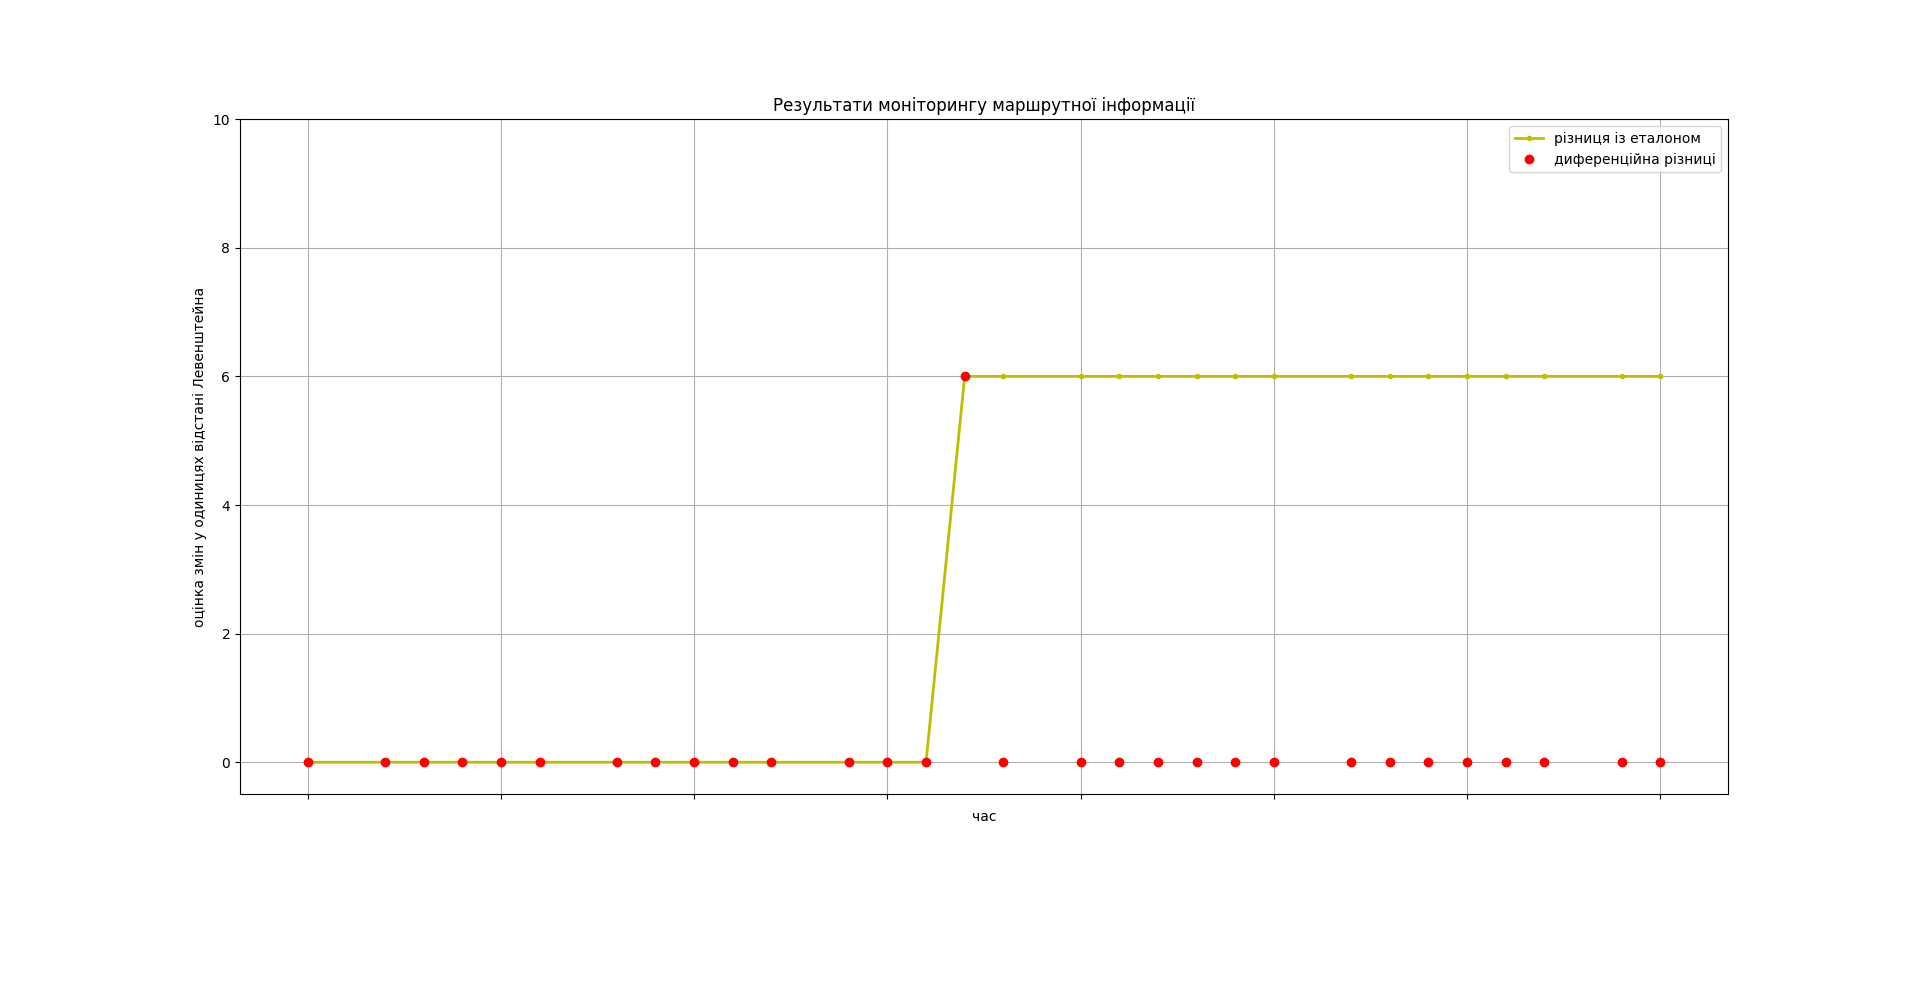 Результати моніторингу маршрутної інформації
різниця із еталоном
диференційна різниці
оцінка змін у одиницях відстані Левенштейна
10
8
6
4
2
0
час